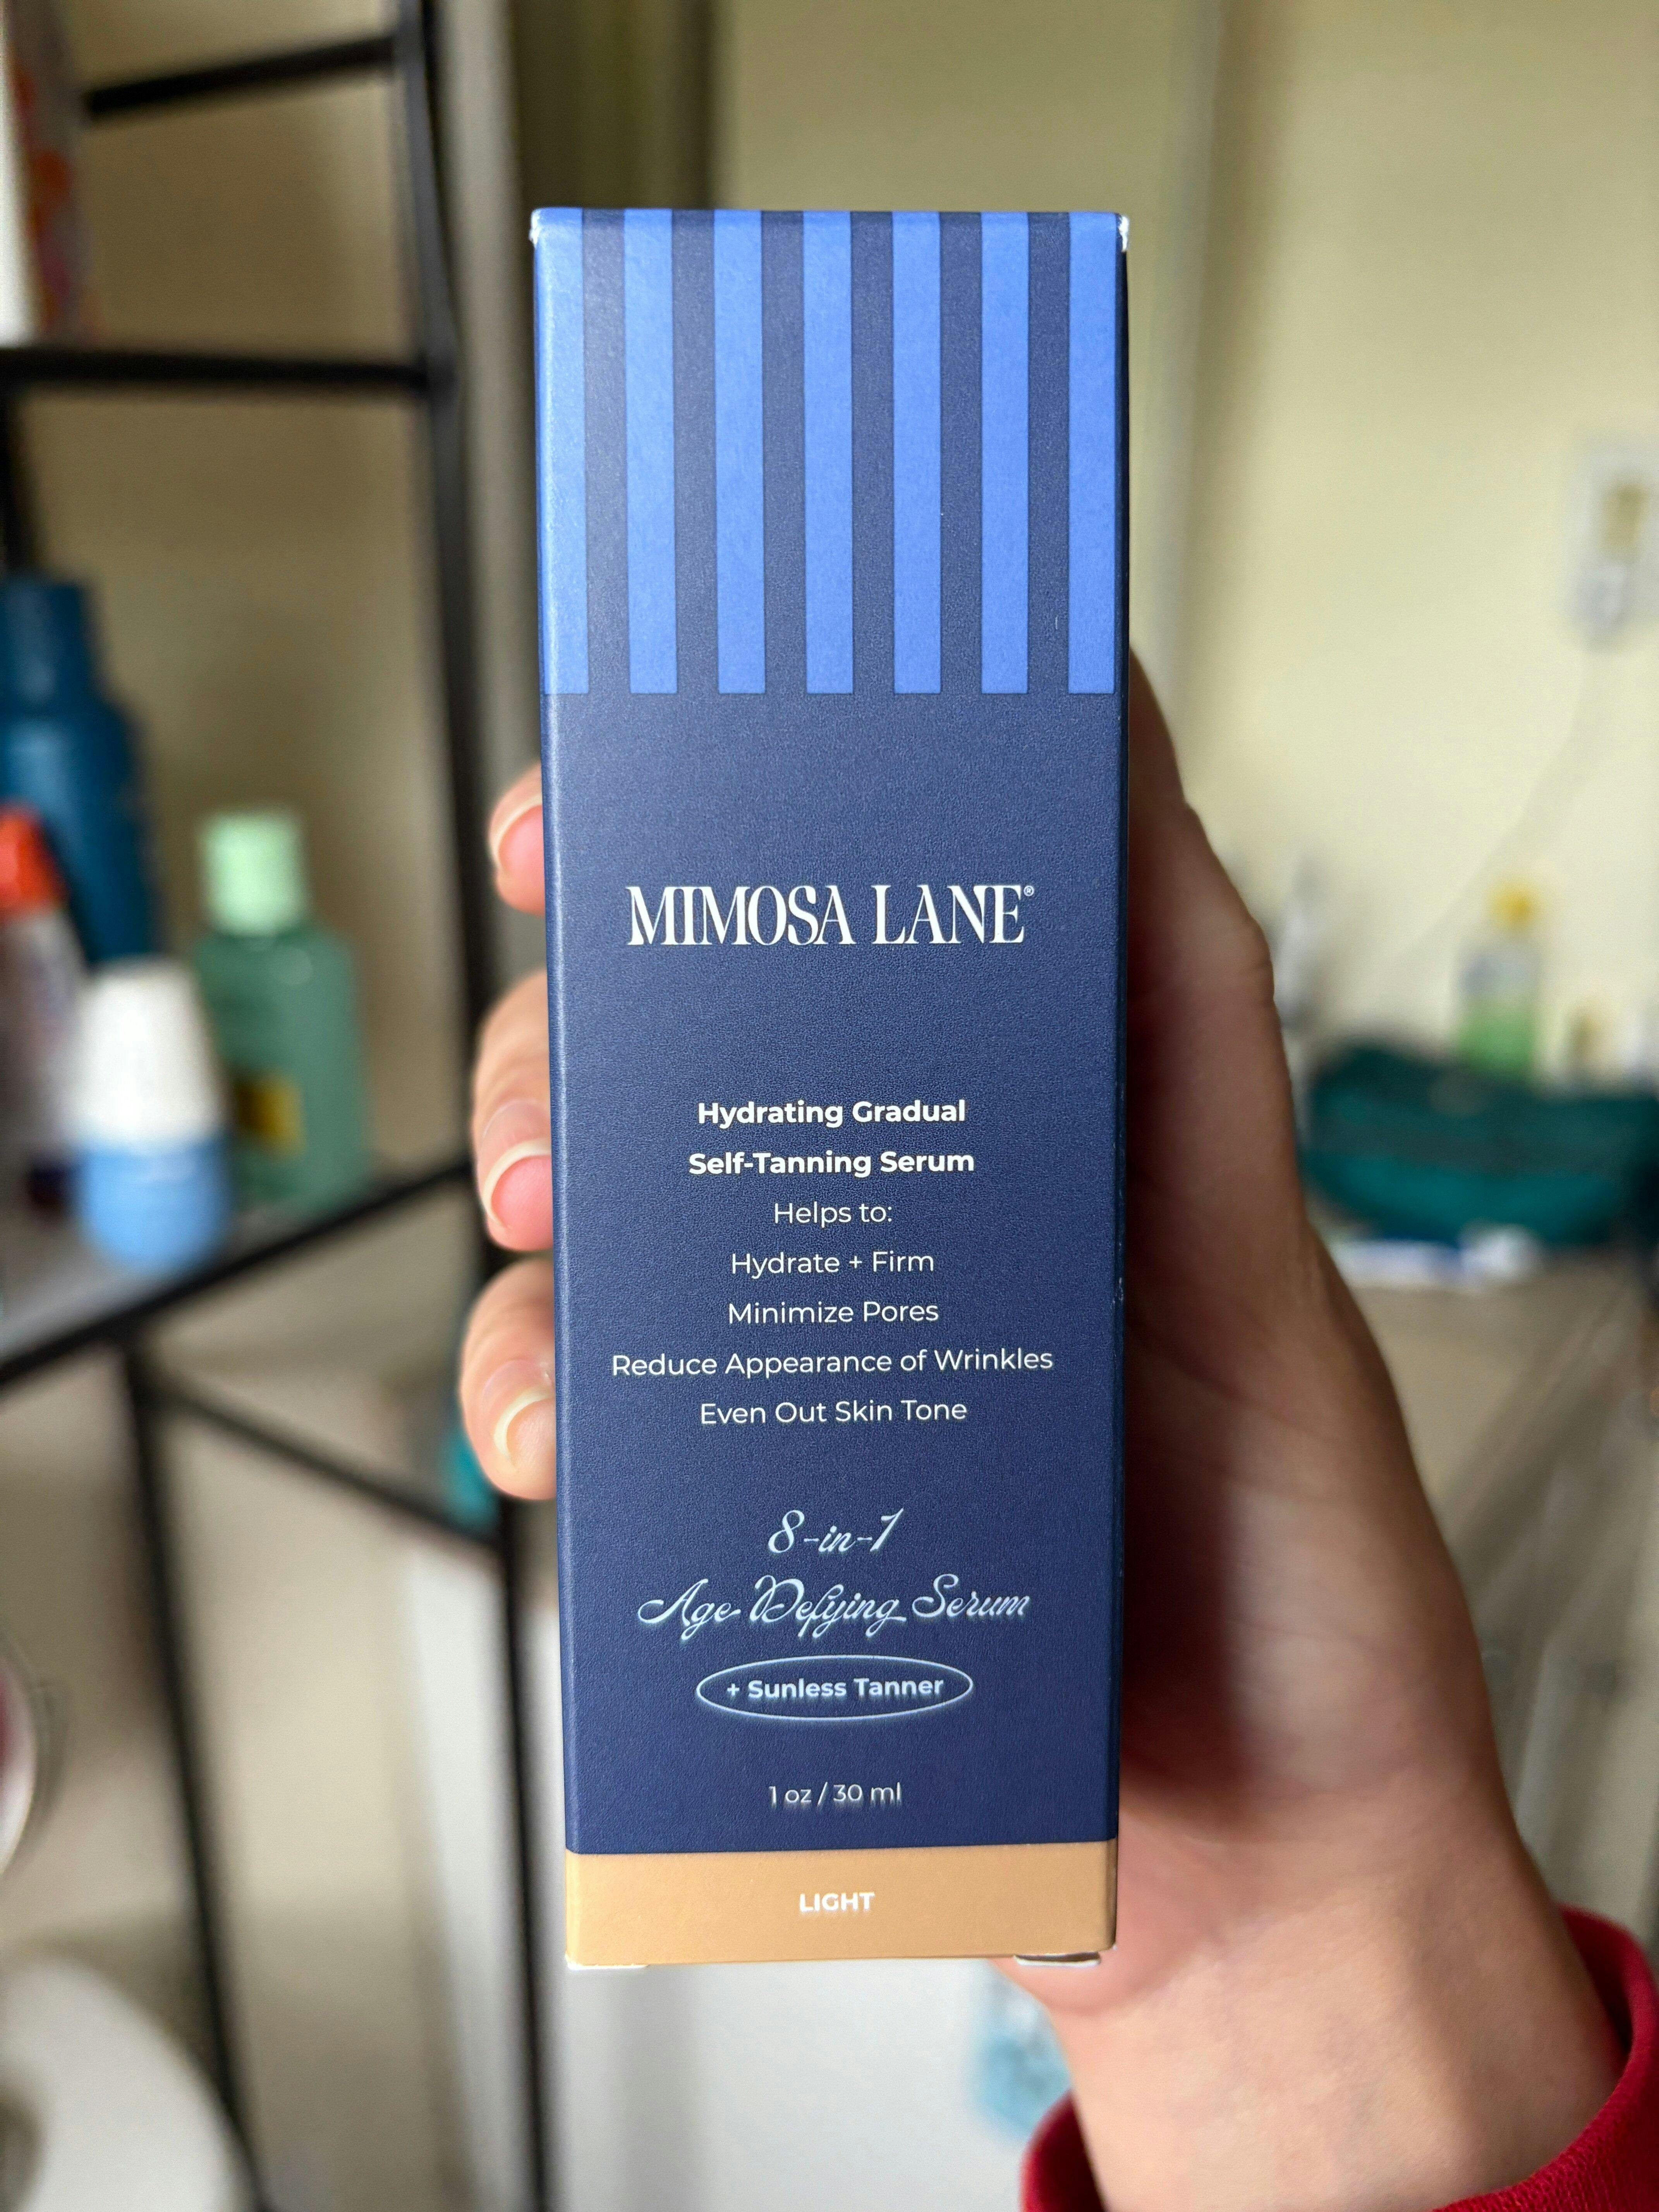 MIMOSA LANE®
Hydrating Gradual
Self-Tanning Serum
Helps to:
Hydrate + Firm
Minimize Pores
Reduce Appearance of Wrinkles
Even Out Skin Tone
8-in-1
Age Defying Serum
+ Sunless Tanner
1 oz / 30 ml
LIGHT